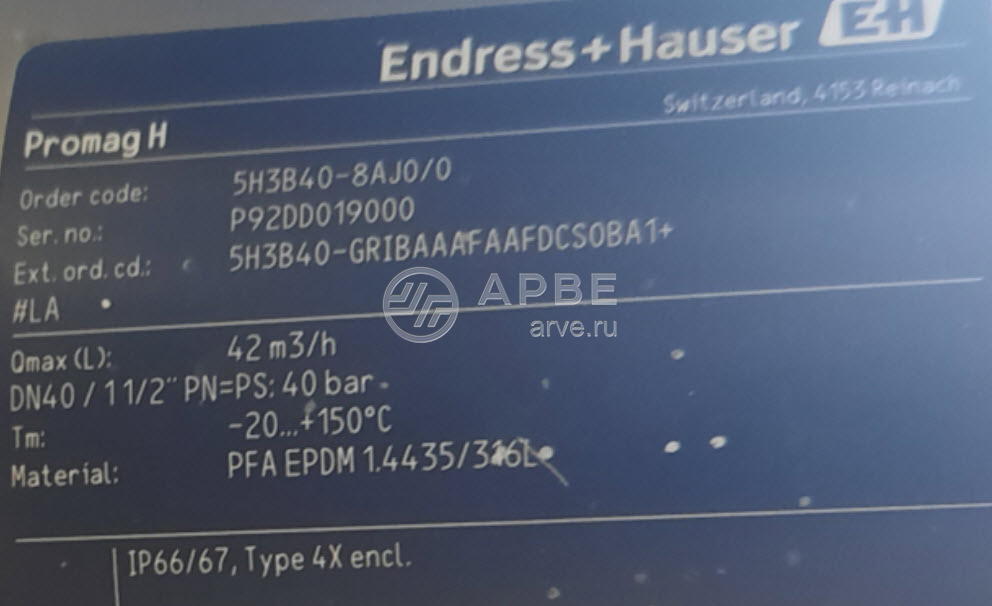 Endress+Hauser EH
Switzerland, 4153 Reinach
Promag H
Order code: 5H3B40-8AJ0/0
Ser. no.: P92DD019000
Ext. ord. cd.: 5H3B40-GRIBAAAFAAFDCS0BA1+
#LA
АРВЕ
arve.ru
Qmax (L): 42 m3/h
DN40 / 1 1/2" PN=PS: 40 bar
Tm: -20...+150°C
Material: PFA EPDM 1.4435/316L
IP66/67, Type 4X encl.